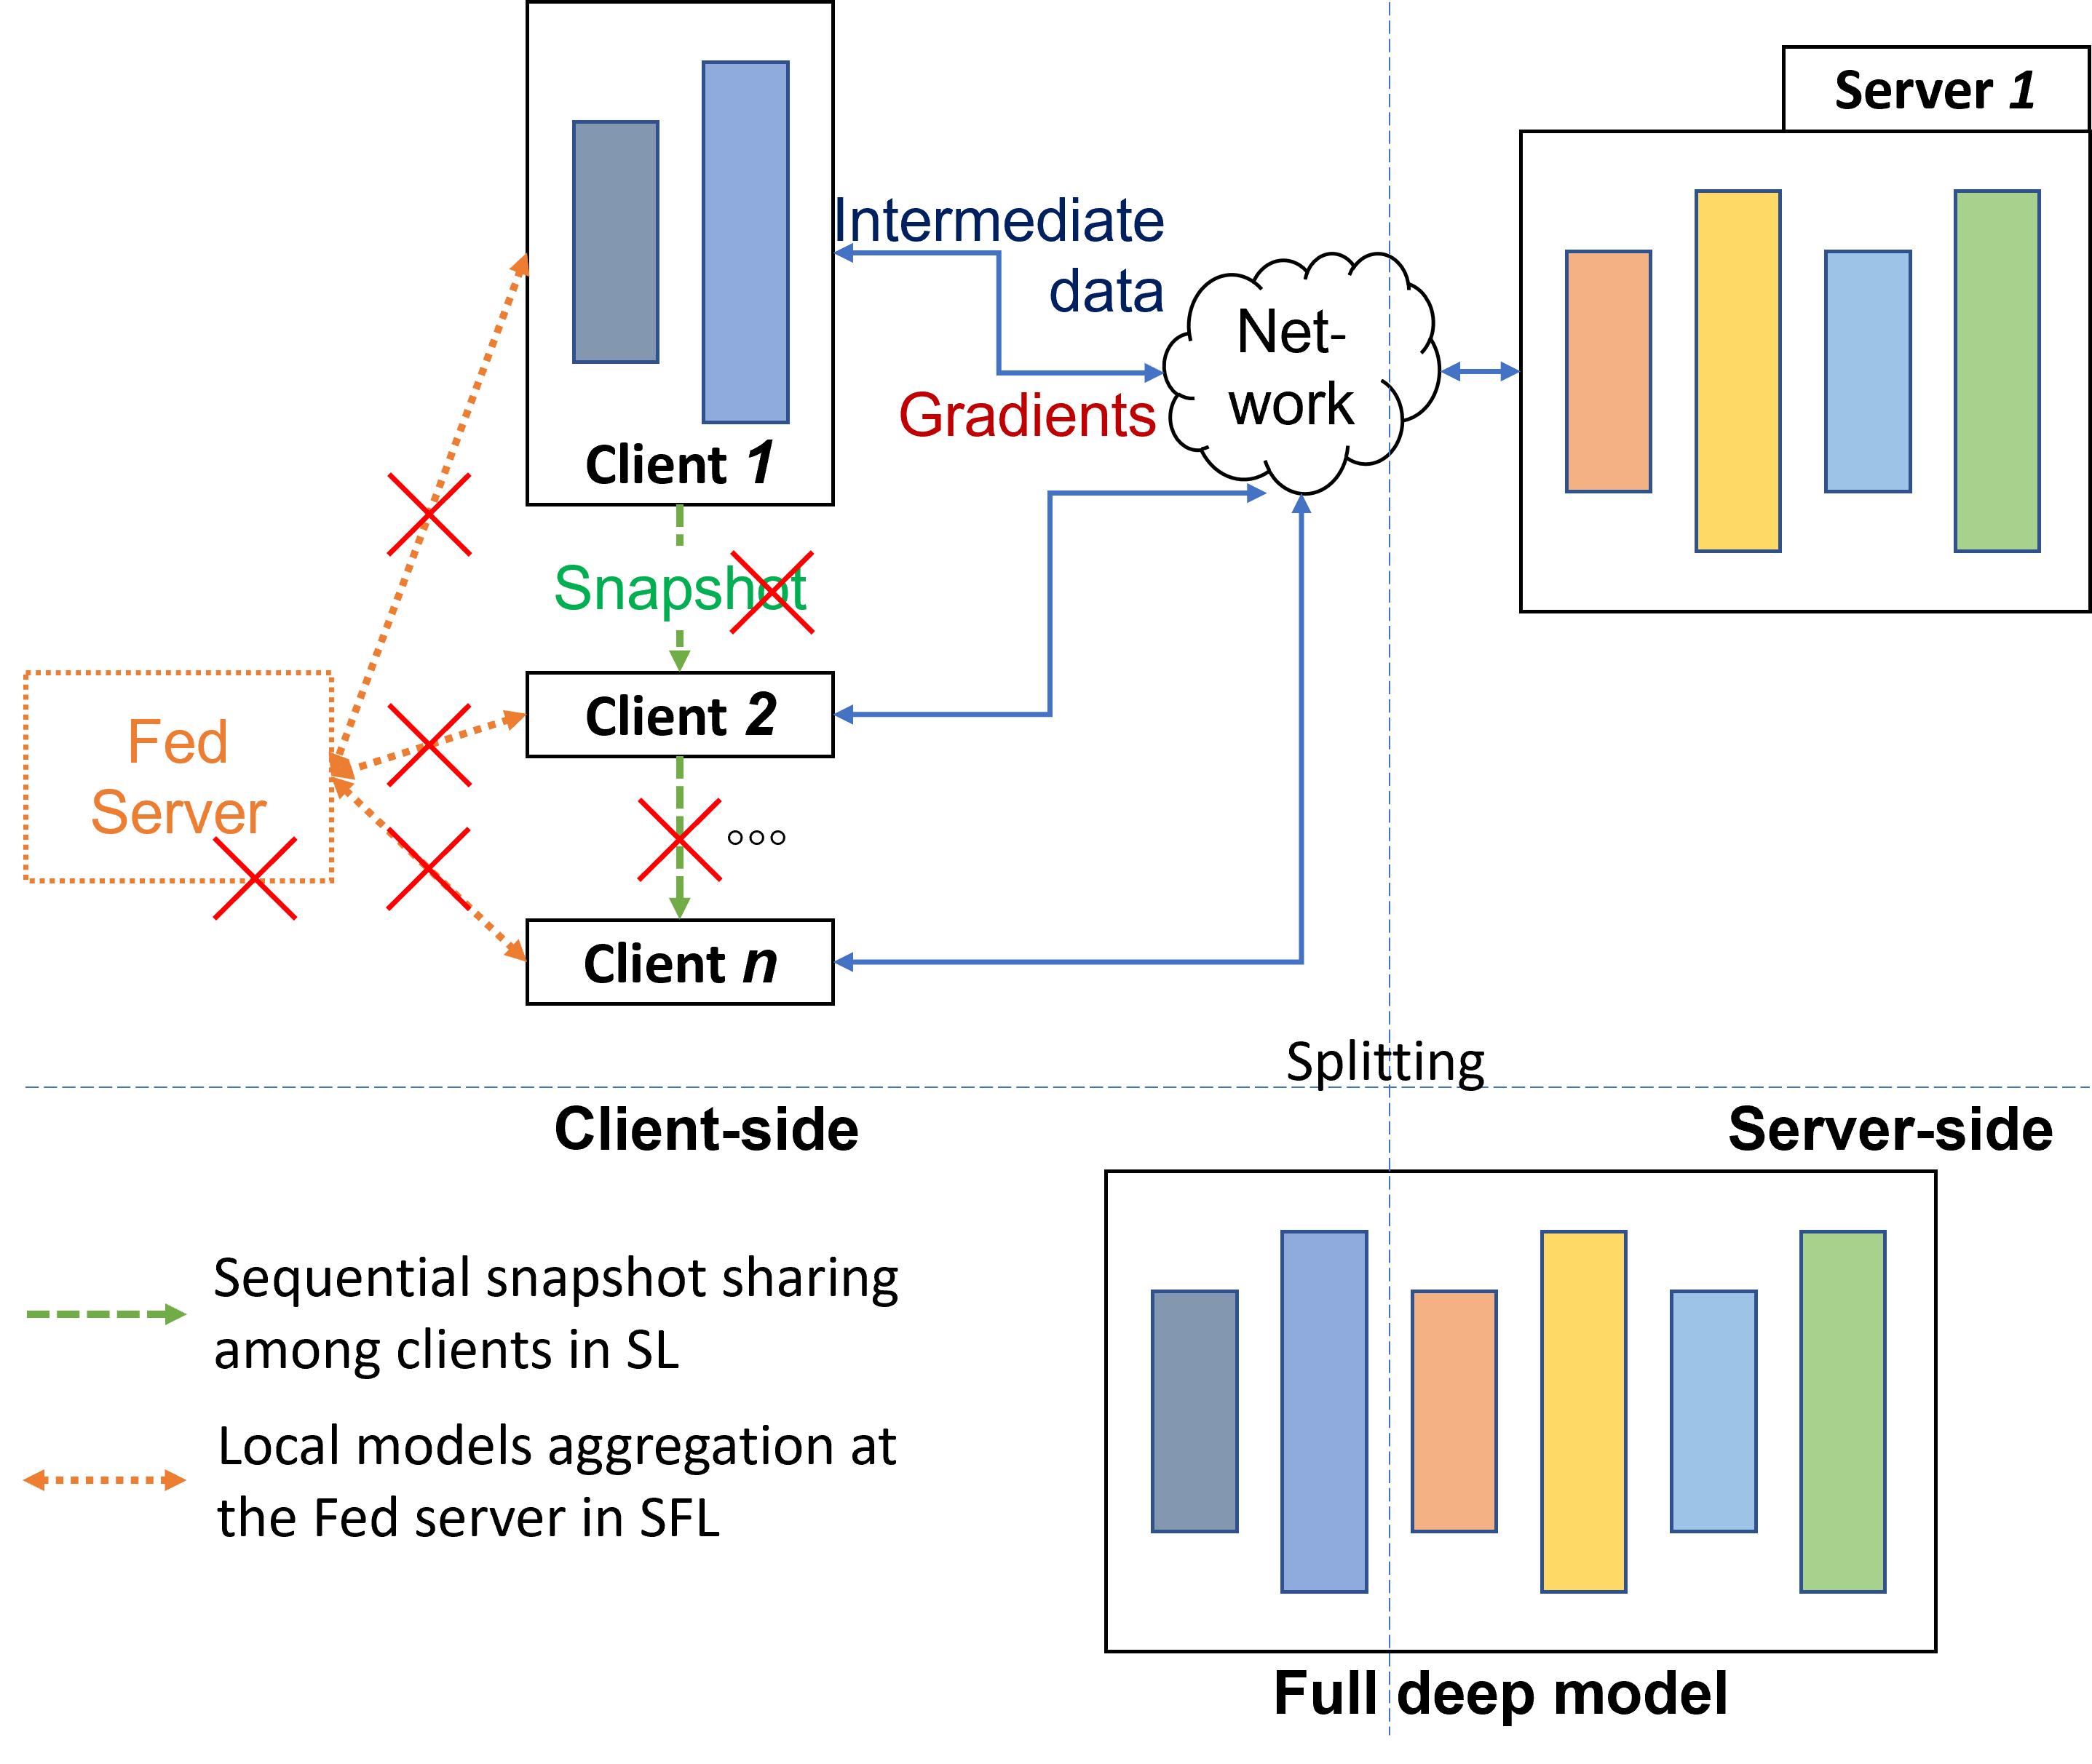 Server 1
Intermediate
data
Net-
work
Gradients
Client 1
Snapshot
Client 2
Fed
Server
Client n
Splitting
Client-side
Server-side
Sequential snapshot sharing
among clients in SL
Local models aggregation at
the Fed server in SFL
Full deep model